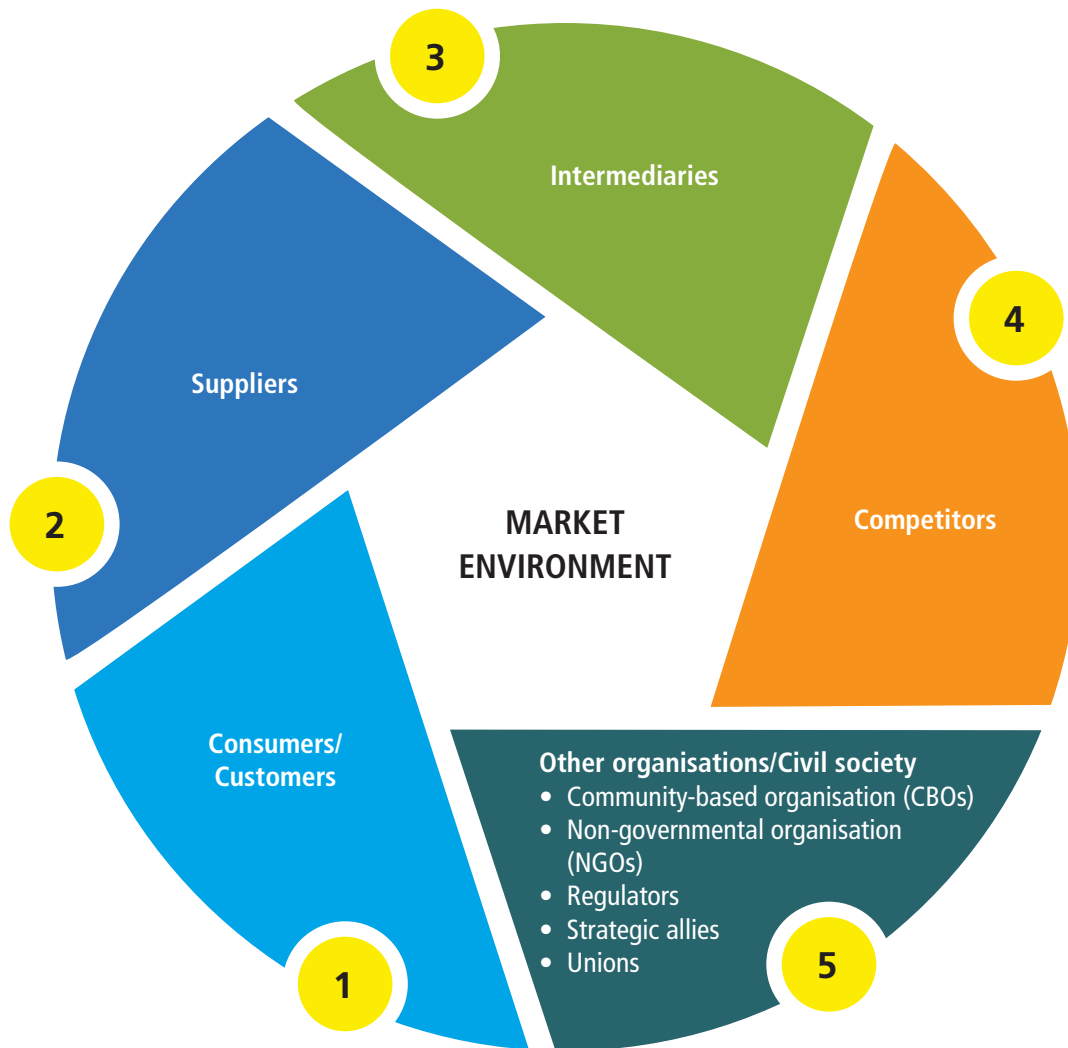 3
Intermediaries
4
Suppliers
2
MARKET
ENVIRONMENT
Competitors
Consumers/
Customers
1
Other organisations/Civil society
• Community-based organisation (CBOs)
• Non-governmental organisation
(NGOs)
• Regulators
• Strategic allies
• Unions
5